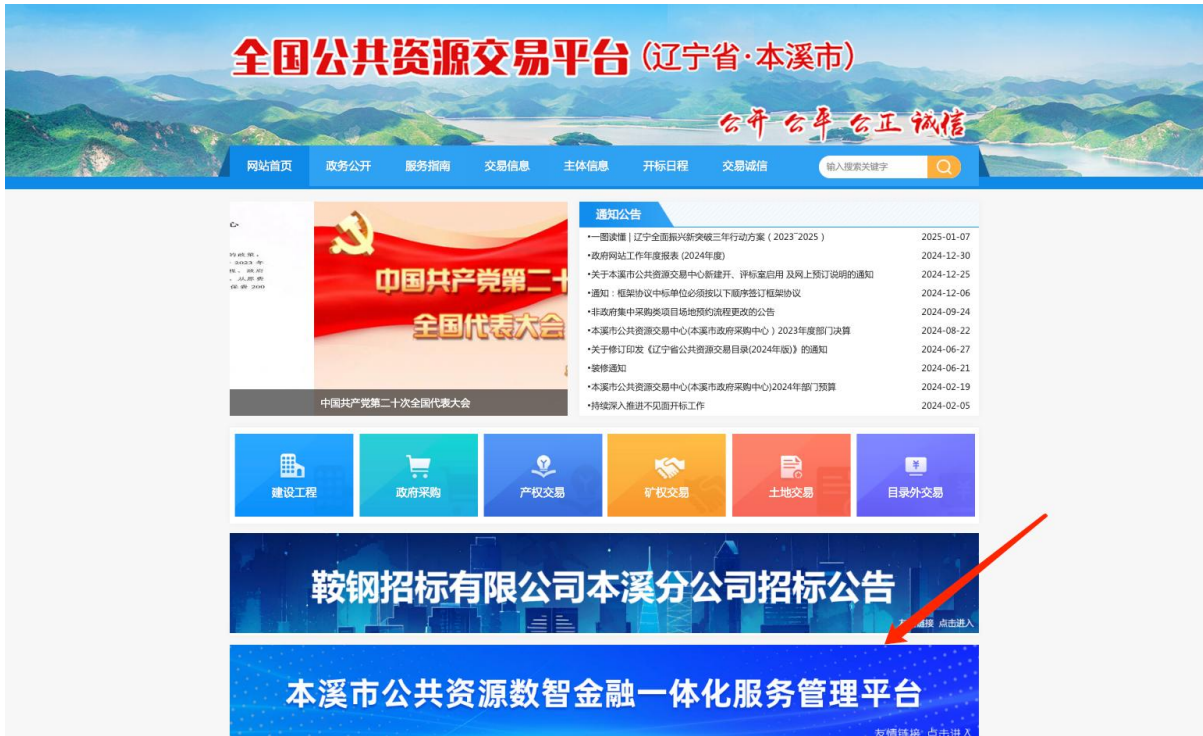 全国公共资源交易平台(辽宁省·本溪市)
公开 公平 公正 诚信
网站首页 政务公开 服务指南 交易信息 主体信息 开标日程 交易诚信 输入搜索关键字
中国共产党第二十
全国代表大会
中国共产党第二十次全国代表大会
通知公告
•一图读懂 | 辽宁全面振兴新突破三年行动方案（2023~2025） 2025-01-07
•政府网站工作年度报表 (2024年度) 2024-12-30
•关于本溪市公共资源交易中心新建开、评标室启用 及网上预订说明的通知 2024-12-25
•通知：框架协议中标单位必须按以下顺序签订框架协议 2024-12-06
•非政府集中采购类项目场地预约流程更改的公告 2024-09-24
•本溪市公共资源交易中心(本溪市政府采购中心）2023年度部门决算 2024-08-22
•关于修订印发《辽宁省公共资源交易目录(2024年版)》的通知 2024-06-27
•装修通知 2024-06-21
•本溪市公共资源交易中心(本溪市政府采购中心)2024年部门预算 2024-02-19
•持续深入推进不见面开标工作 2024-02-05
建设工程 政府采购 产权交易 矿权交易 土地交易 目录外交易
鞍钢招标有限公司本溪分公司招标公告
链接 点击进入
本溪市公共资源数智金融一体化服务管理平台
友情链接 点击进入